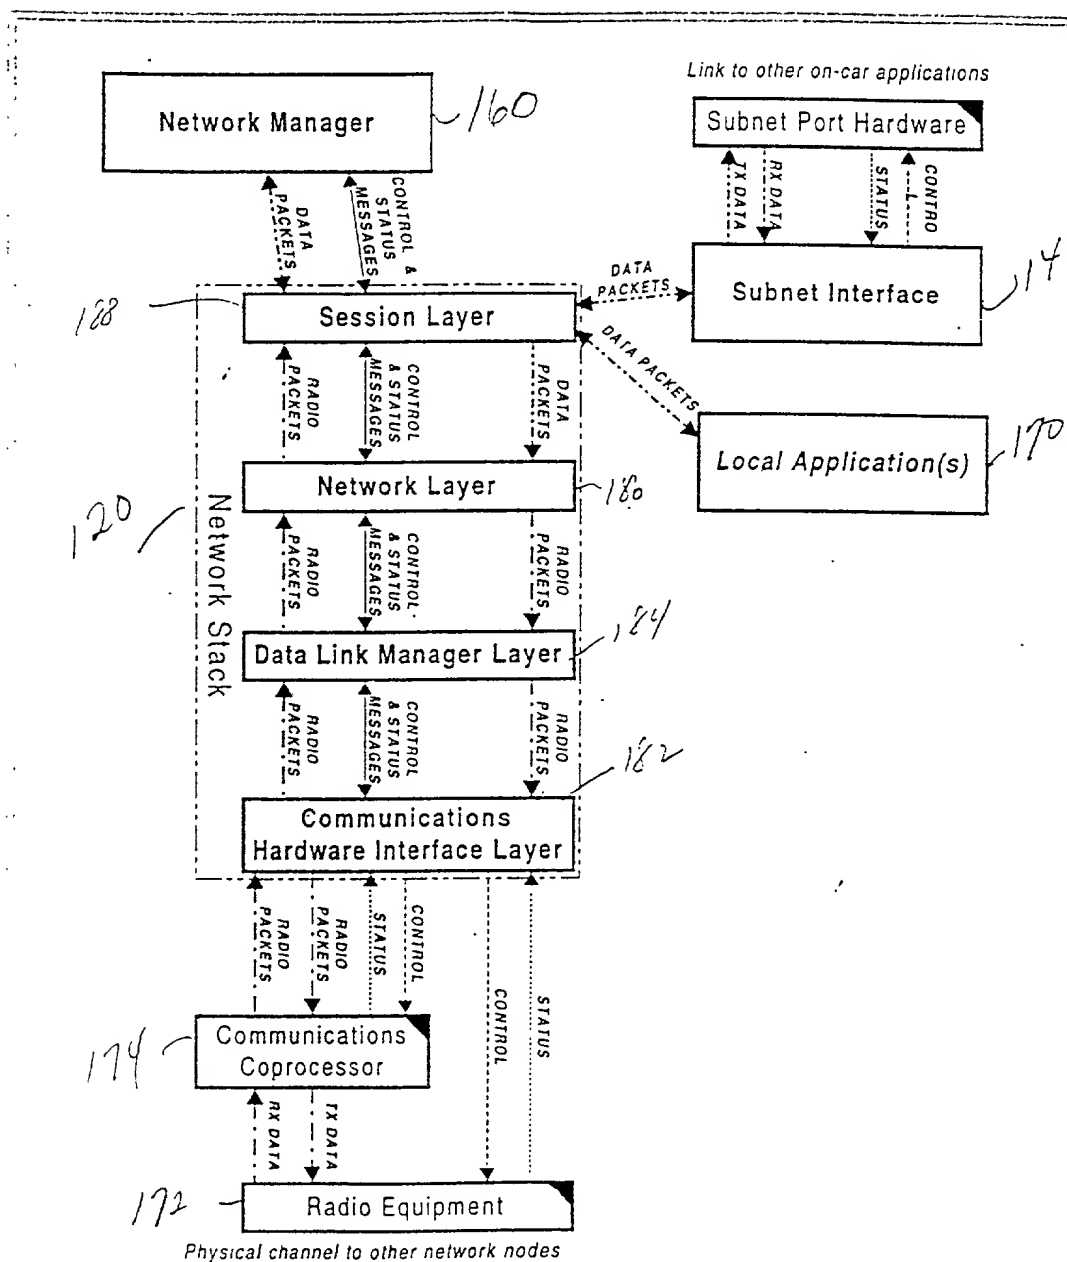 Link to other on-car applications
Network Manager
160
Subnet Port Hardware
DATA
PACKETS
CONTROL &
STATUS
MESSAGES
TX DATA
RX DATA
STATUS
CONTRO
L
DATA
PACKETS
Subnet Interface
14
188
Session Layer
DATA PACKETS
RADIO
PACKETS
CONTROL
& STATUS
MESSAGES
DATA
PACKETS
Local Application(s)
170
Network Layer
180
120
Network Stack
RADIO
PACKETS
CONTROL
& STATUS
MESSAGES
RADIO
PACKETS
Data Link Manager Layer
184
RADIO
PACKETS
CONTROL
& STATUS
MESSAGES
RADIO
PACKETS
182
Communications
Hardware Interface Layer
RADIO
PACKETS
RADIO
PACKETS
STATUS
CONTROL
CONTROL
STATUS
Communications
Coprocessor
174
RX DATA
TX DATA
Radio Equipment
172
Physical channel to other network nodes